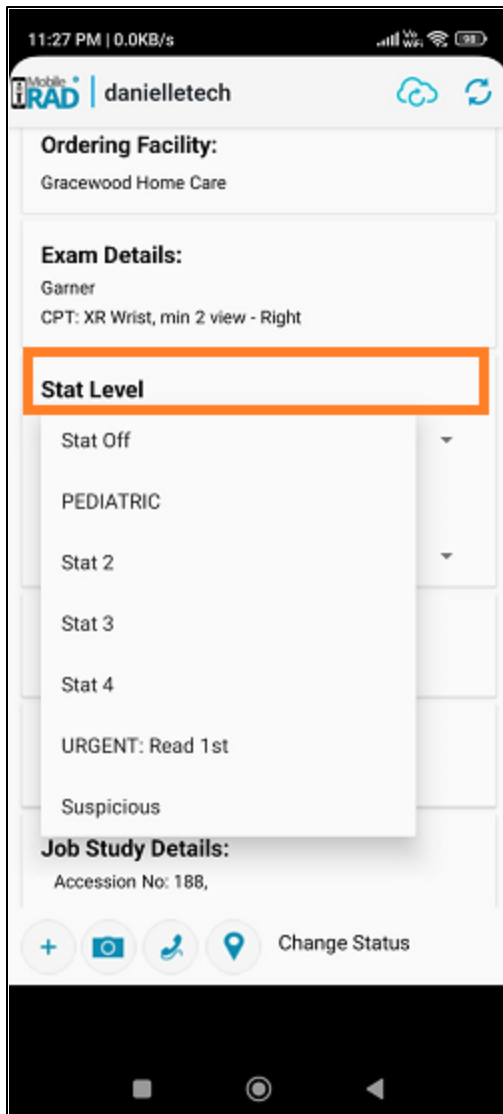 11:27 PM | 0.0KB/s Vo WiFi 98
Mobile
RAD | danielletech
Ordering Facility:
Gracewood Home Care
Exam Details:
Garner
CPT: XR Wrist, min 2 view - Right
Stat Level
Stat Off
PEDIATRIC
Stat 2
Stat 3
Stat 4
URGENT: Read 1st
Suspicious
Job Study Details:
Accession No: 188,
Change Status